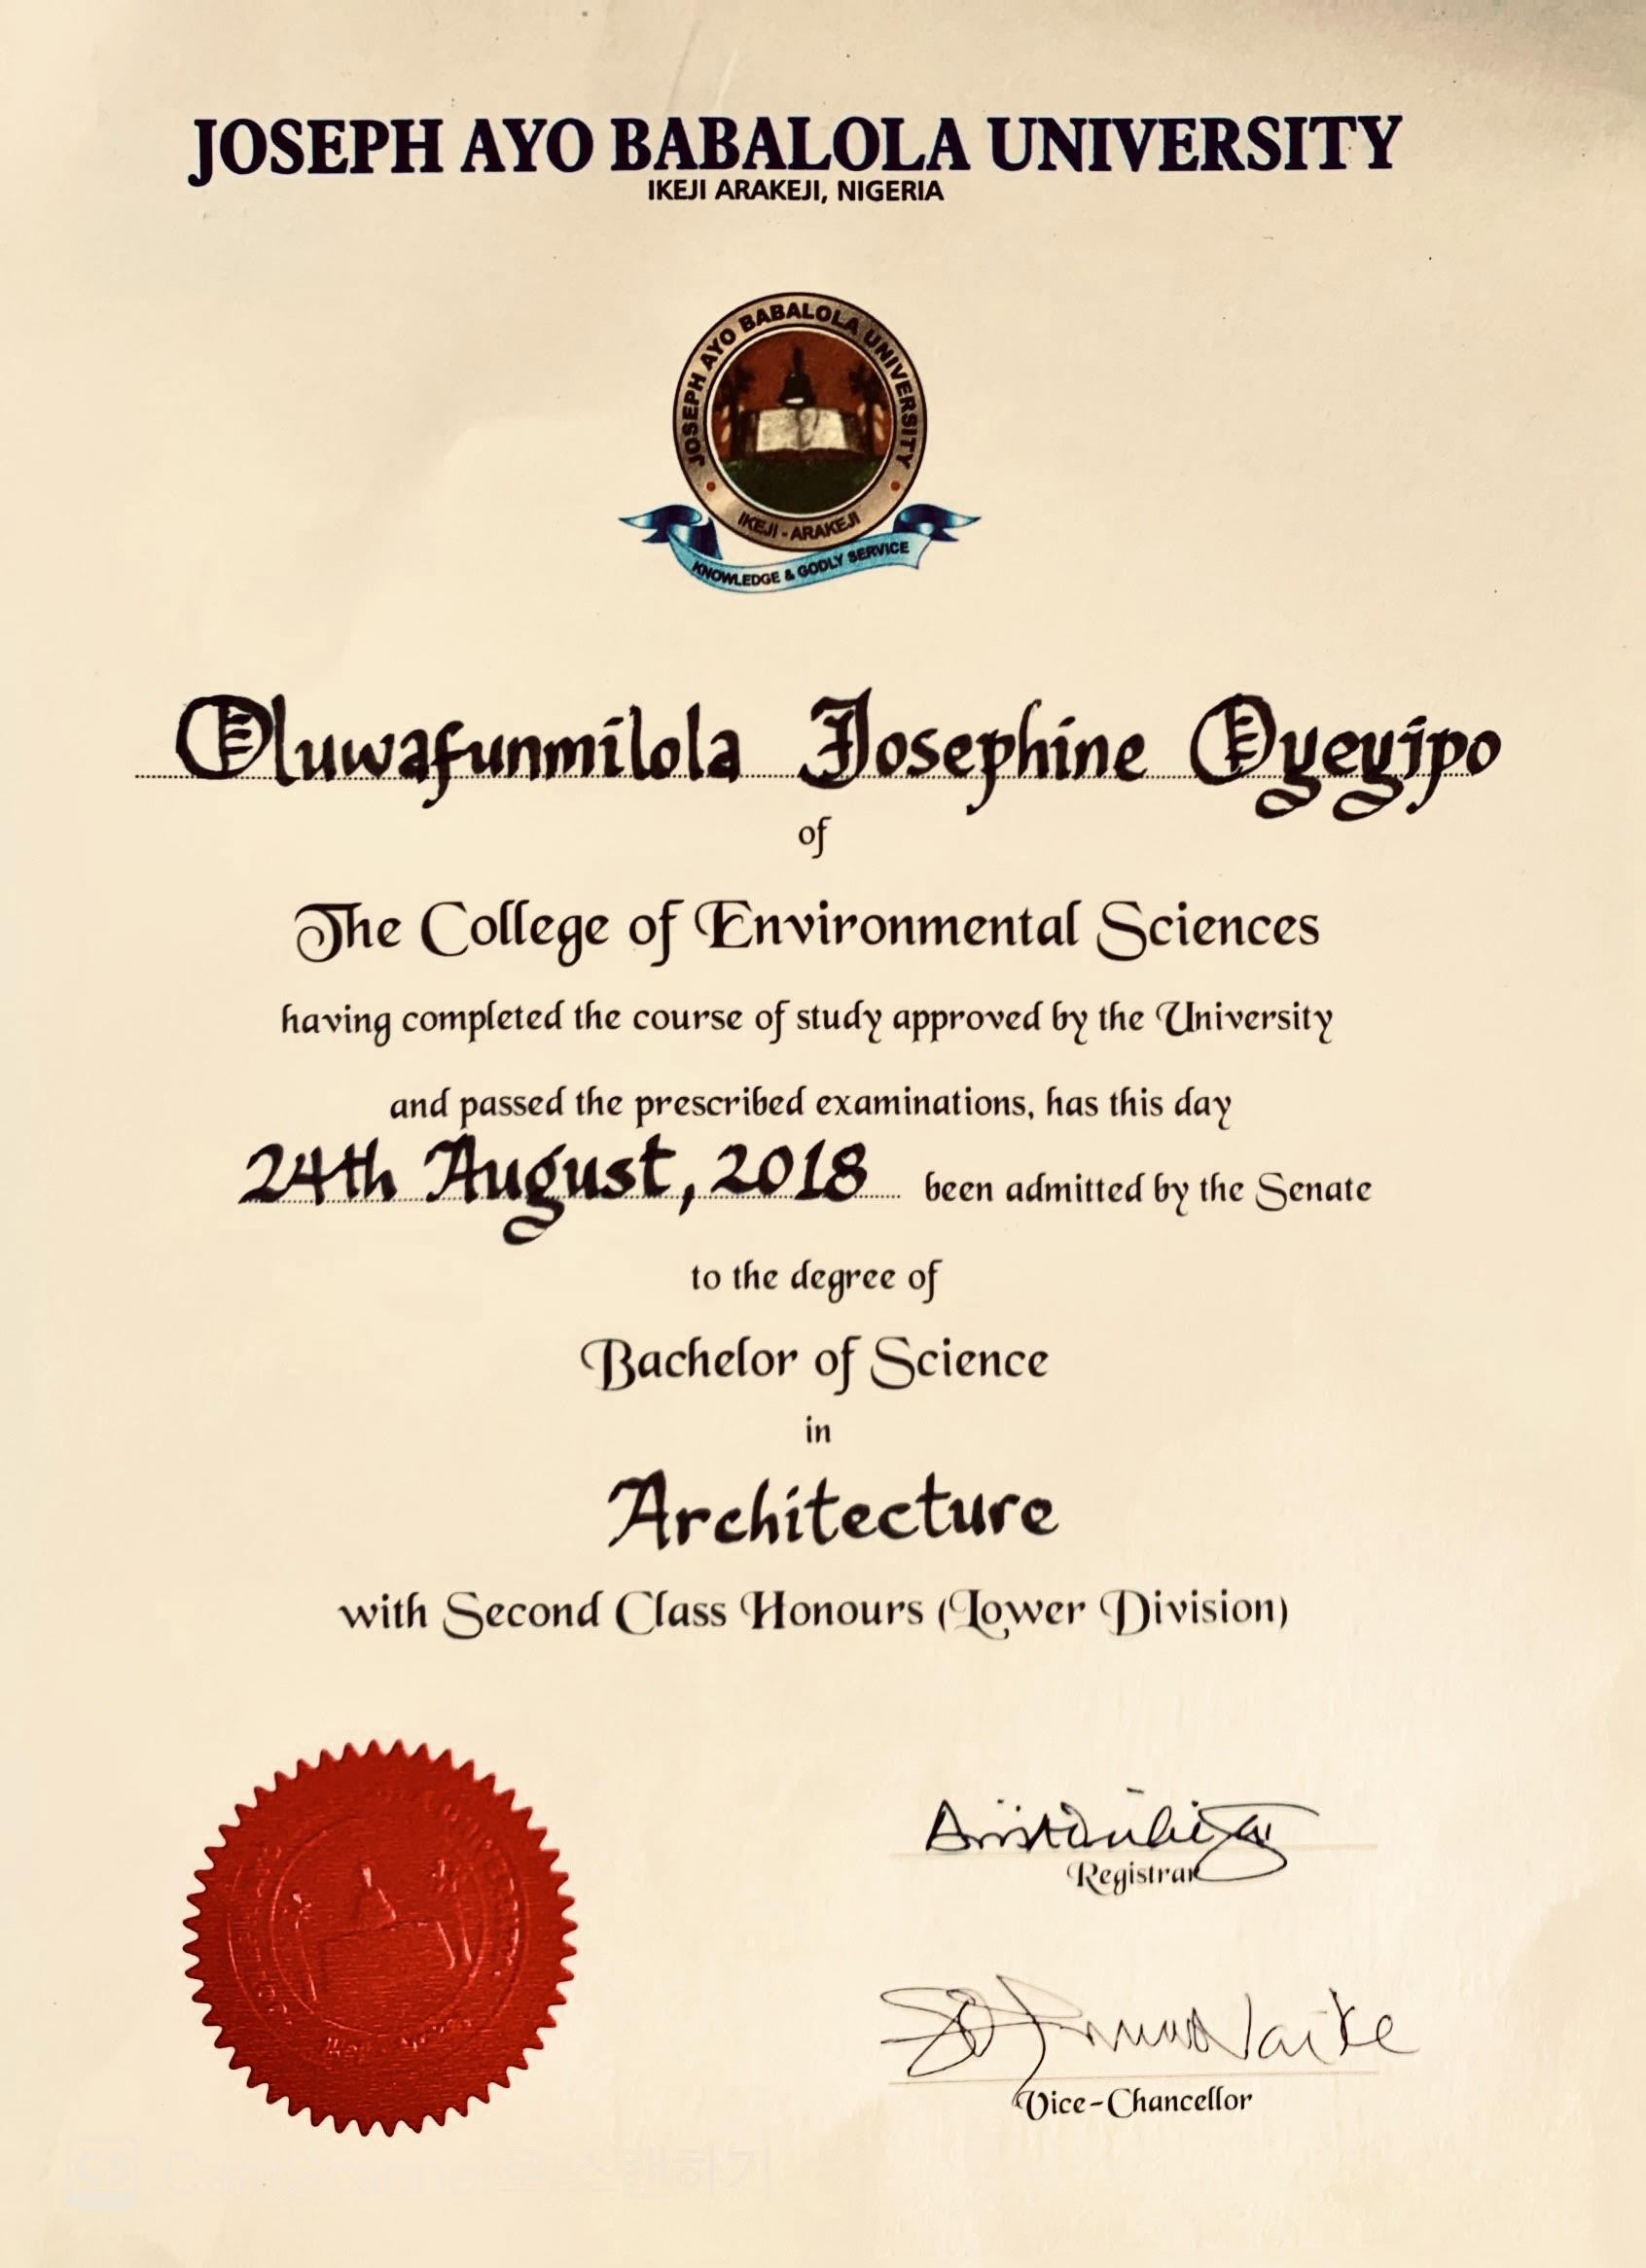 JOSEPH AYO BABALOLA UNIVERSITY
IKEJI ARAKEJI, NIGERIA
JOSEPH AYO BABALOLA UNIVERSITY
IKEJI - ARAKEJI
KNOWLEDGE & GODLY SERVICE
Oluwafunmilola Josephine Oyeyipo
of
The College of Environmental Sciences
having completed the course of study approved by the University
and passed the prescribed examinations, has this day
24th August, 2018 been admitted by the Senate
to the degree of
Bachelor of Science
in
Architecture
with Second Class Honours (Lower Division)
Registrar
Vice-Chancellor